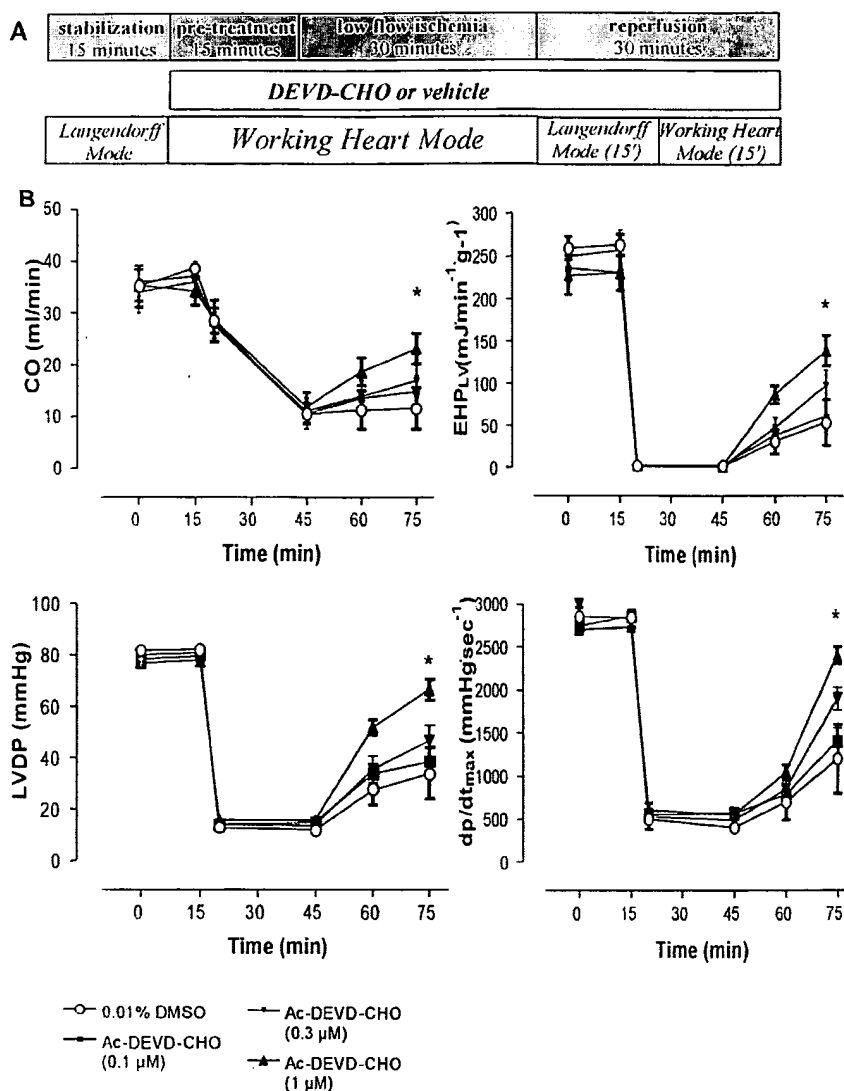 A
stabilization pre-treatment low flow ischemia reperfusion
15 minutes 15 minutes 30 minutes 30 minutes
DEVD-CHO or vehicle
Langendorff Mode Working Heart Mode Langendorff Mode (15') Working Heart Mode (15')
B
CO (ml/min)
50
40
30
20
10
0
0 15 30 45 60 75
Time (min)
*
EHPLV(mJ/min-1·g-1)
300
250
200
150
100
50
0
0 15 30 45 60 75
Time (min)
*
LVDP (mmHg)
100
80
60
40
20
0
0 15 30 45 60 75
Time (min)
*
dp/dtmax (mmHg·sec-1)
3000
2500
2000
1500
1000
500
0
0 15 30 45 60 75
Time (min)
*
0.01% DMSO
Ac-DEVD-CHO
(0.1 µM)
Ac-DEVD-CHO
(0.3 µM)
Ac-DEVD-CHO
(1 µM)